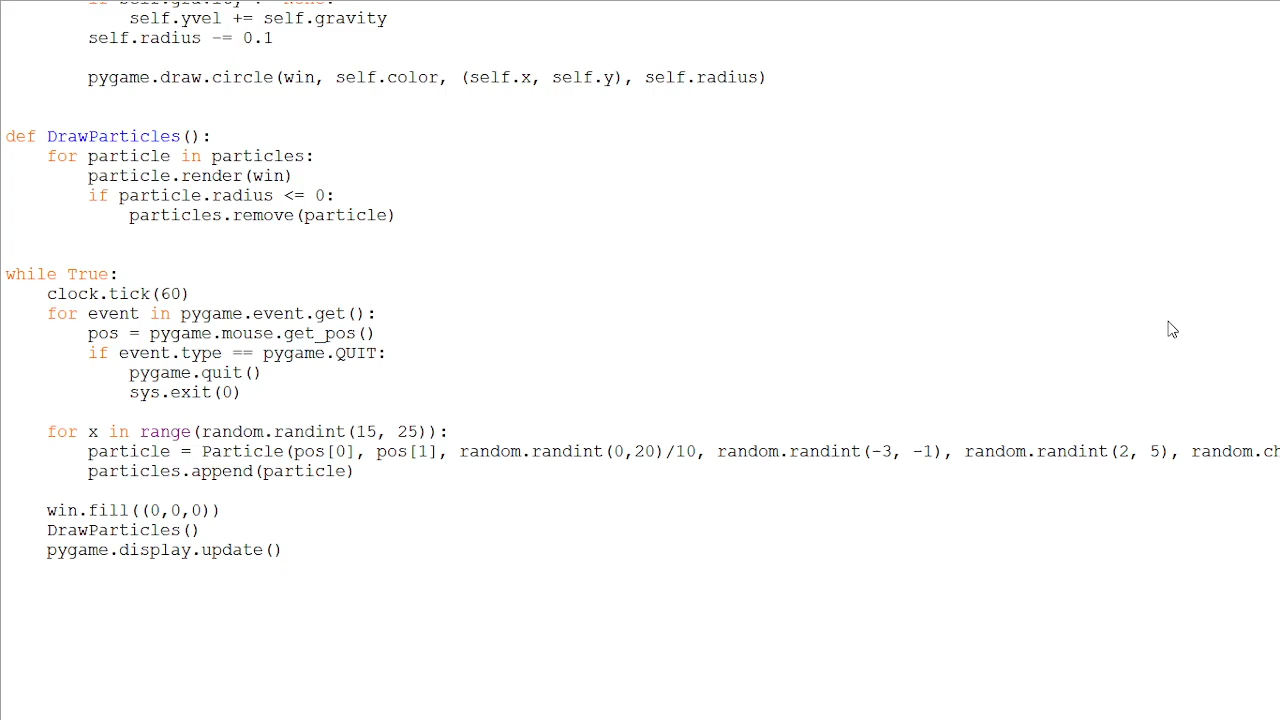 self.yvel += self.gravity
self.radius -= 0.1
pygame.draw.circle(win, self.color, (self.x, self.y), self.radius)
def DrawParticles():
for particle in particles:
particle.render(win)
if particle.radius <= 0:
particles.remove(particle)
while True:
clock.tick(60)
for event in pygame.event.get():
pos = pygame.mouse.get_pos()
if event.type == pygame.QUIT:
pygame.quit()
sys.exit(0)
for x in range(random.randint(15, 25)):
particle = Particle(pos[0], pos[1], random.randint(0,20)/10, random.randint(-3, -1), random.randint(2, 5), random.ch
particles.append(particle)
win.fill((0,0,0))
DrawParticles()
pygame.display.update()